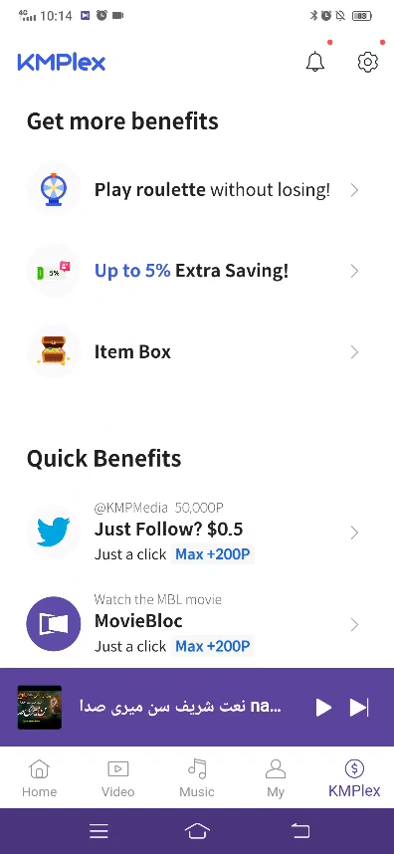 4G 10:14 83
KMPlex
Get more benefits
Play roulette without losing!
5%
Up to 5% Extra Saving!
Item Box
Quick Benefits
@KMPMedia 50,000P
Just Follow? $0.5
Just a click Max +200P
Watch the MBL movie
MovieBloc
Just a click Max +200P
نعت شریف سن میری صدا na...
Home Video Music My KMPlex